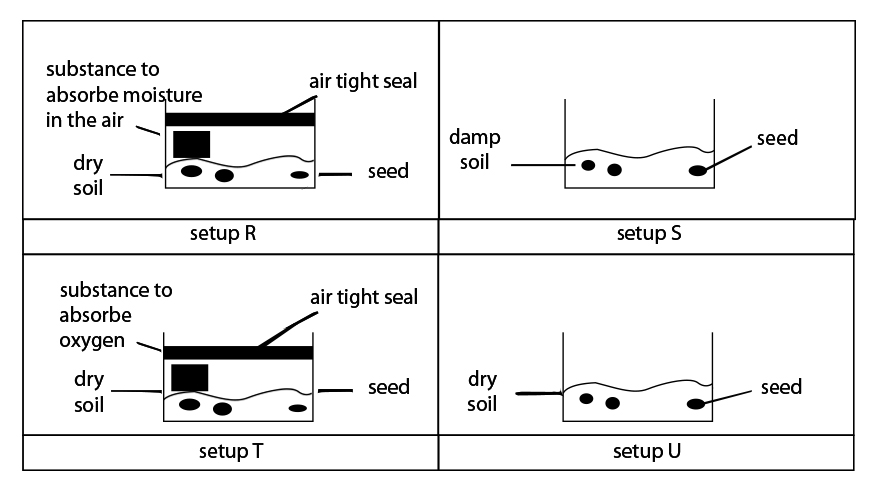 substance to
absorbe moisture
in the air
air tight seal
dry
soil
seed
setup R
damp
soil
seed
setup S
substance to
absorbe
oxygen
air tight seal
dry
soil
seed
setup T
dry
soil
seed
setup U